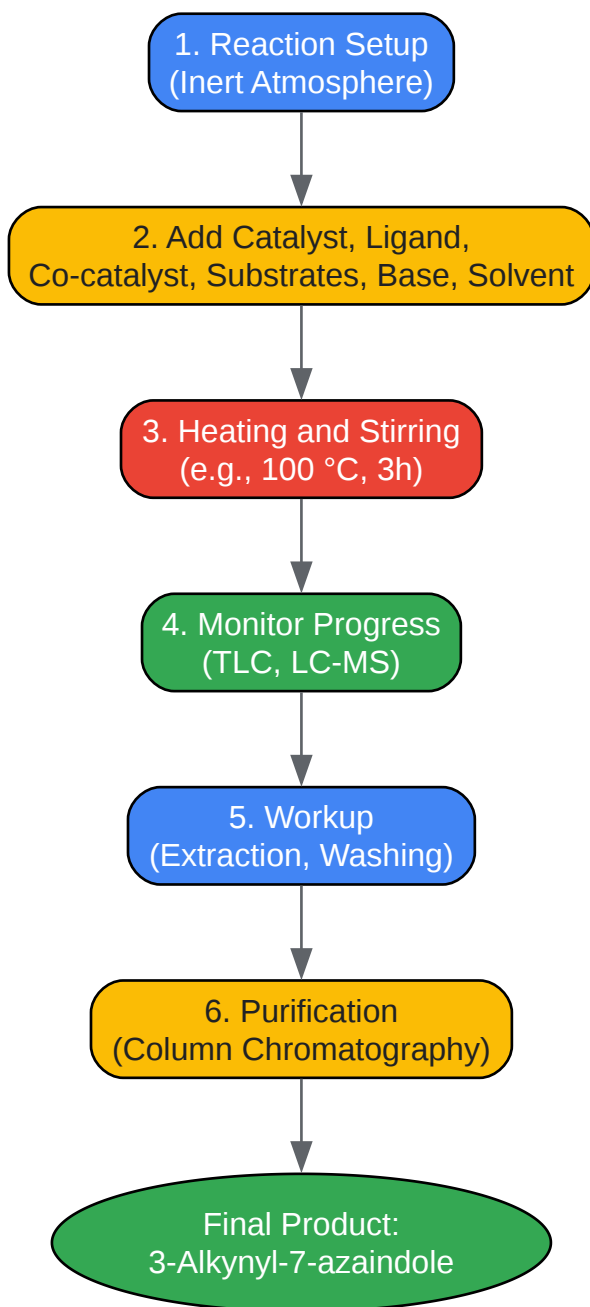 1. Reaction Setup
(Inert Atmosphere)
2. Add Catalyst, Ligand,
Co-catalyst, Substrates, Base, Solvent
3. Heating and Stirring
(e.g., 100 °C, 3h)
4. Monitor Progress
(TLC, LC-MS)
5. Workup
(Extraction, Washing)
6. Purification
(Column Chromatography)
Final Product:
3-Alkynyl-7-azaindole